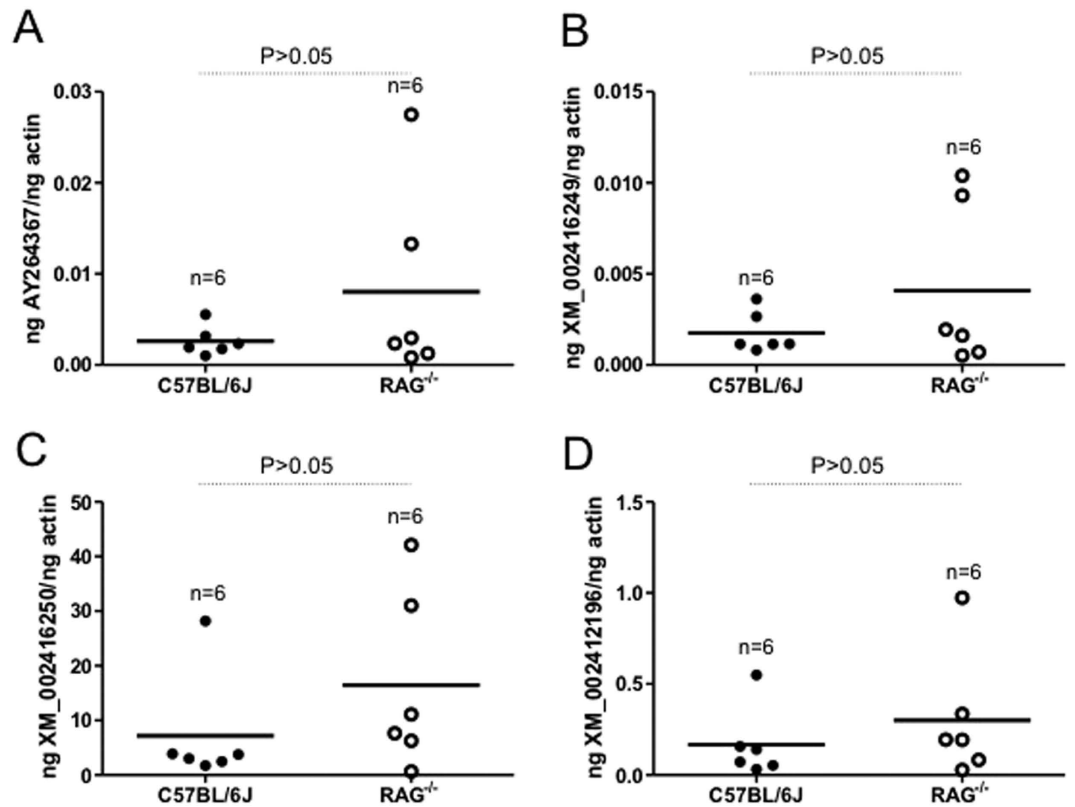 A
P>0.05
n=6
n=6
ng AY264367/ng actin
0.03
0.02
0.01
0.00
C57BL/6J
RAG-/-
B
P>0.05
n=6
n=6
ng XM_002416249/ng actin
0.015
0.010
0.005
0.000
C57BL/6J
RAG-/-
C
P>0.05
n=6
n=6
ng XM_002416250/ng actin
50
40
30
20
10
0
C57BL/6J
RAG-/-
D
P>0.05
n=6
n=6
ng XM_002412196/ng actin
1.5
1.0
0.5
0.0
C57BL/6J
RAG-/-